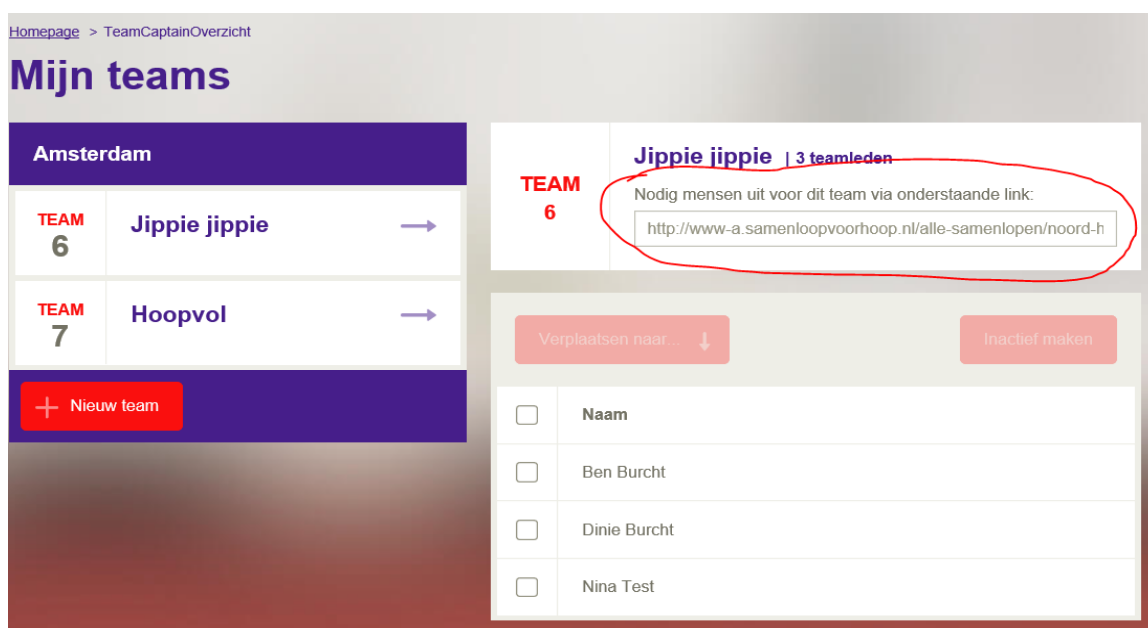 Homepage > TeamCaptainOverzicht
Mijn teams
Amsterdam
TEAM
6
Jippie jippie
TEAM
7
Hoopvol
Nieuw team
TEAM
6
Jippie jippie | 3 teamleden
Nodig mensen uit voor dit team via onderstaande link:
http://www-a.samenloopvoorhoop.nl/alle-samenlopen/noord-h
Verplaatsen naar...
Inactief maken
Naam
Ben Burcht
Dinie Burcht
Nina Test